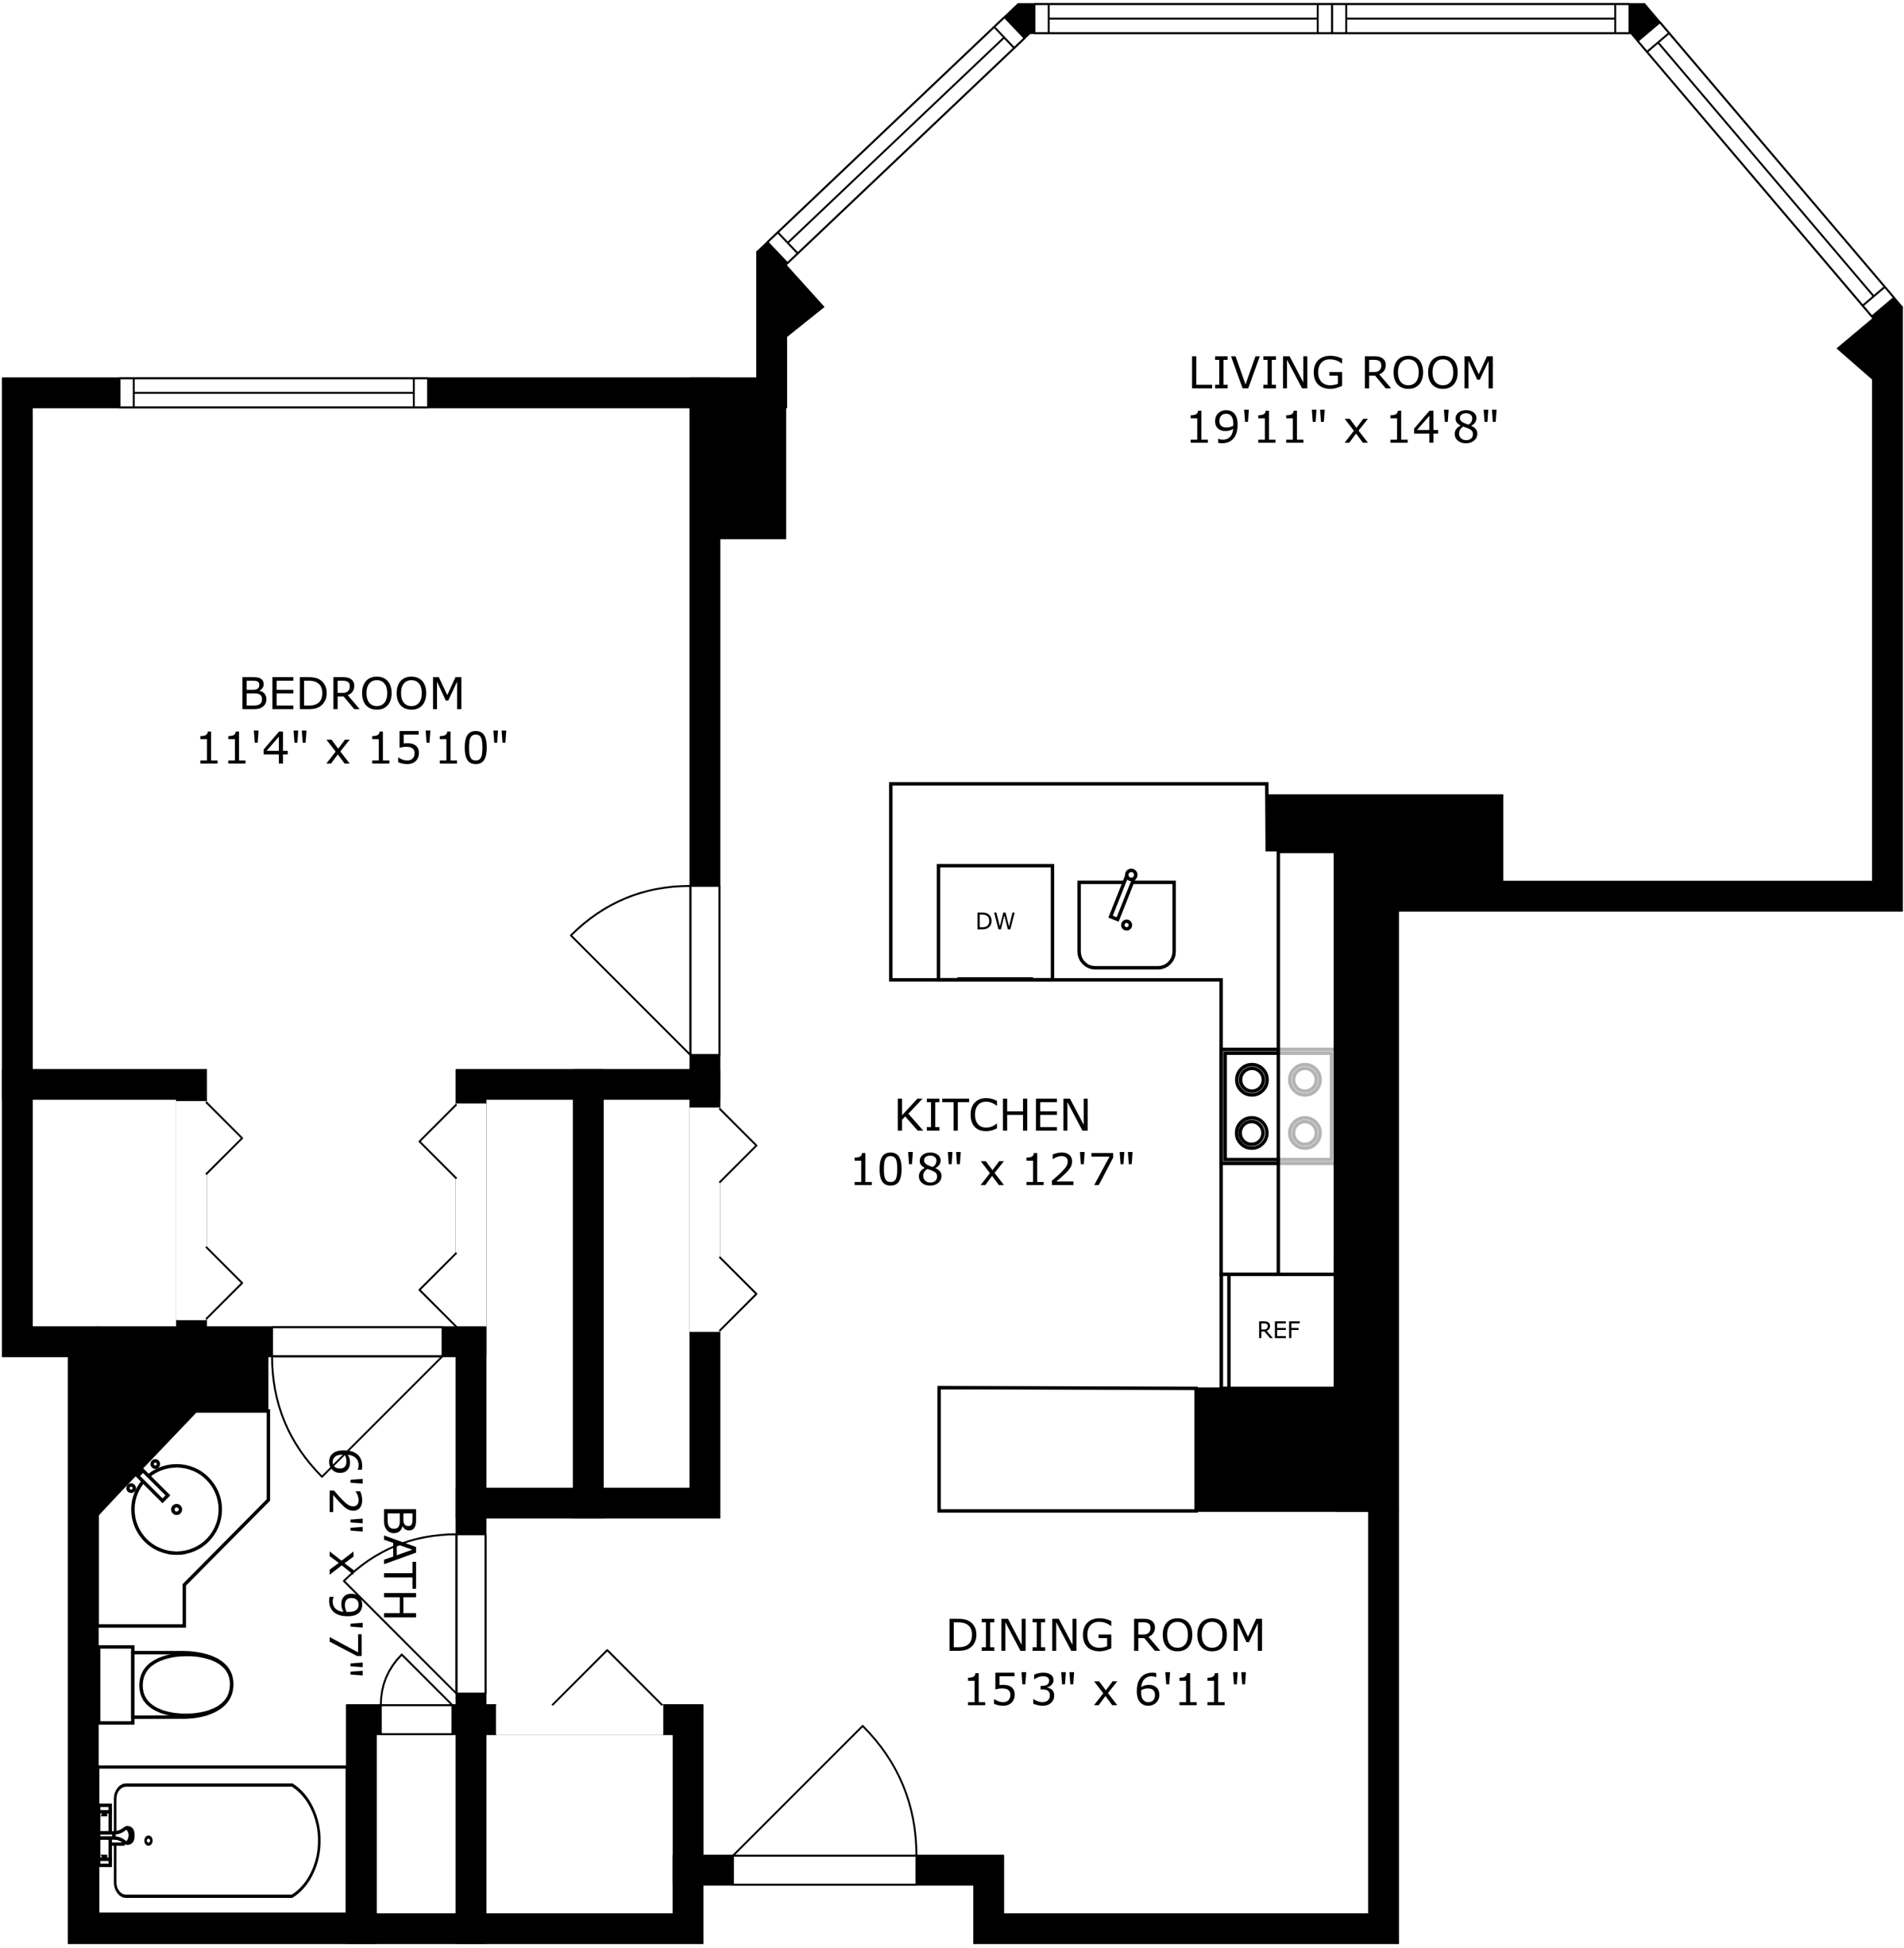 LIVING ROOM
19'11" x 14'8"
BEDROOM
11'4" x 15'10"
DW
KITCHEN
10'8" x 12'7"
REF
BATH
6'2" x 9'7"
DINING ROOM
15'3" x 6'11"